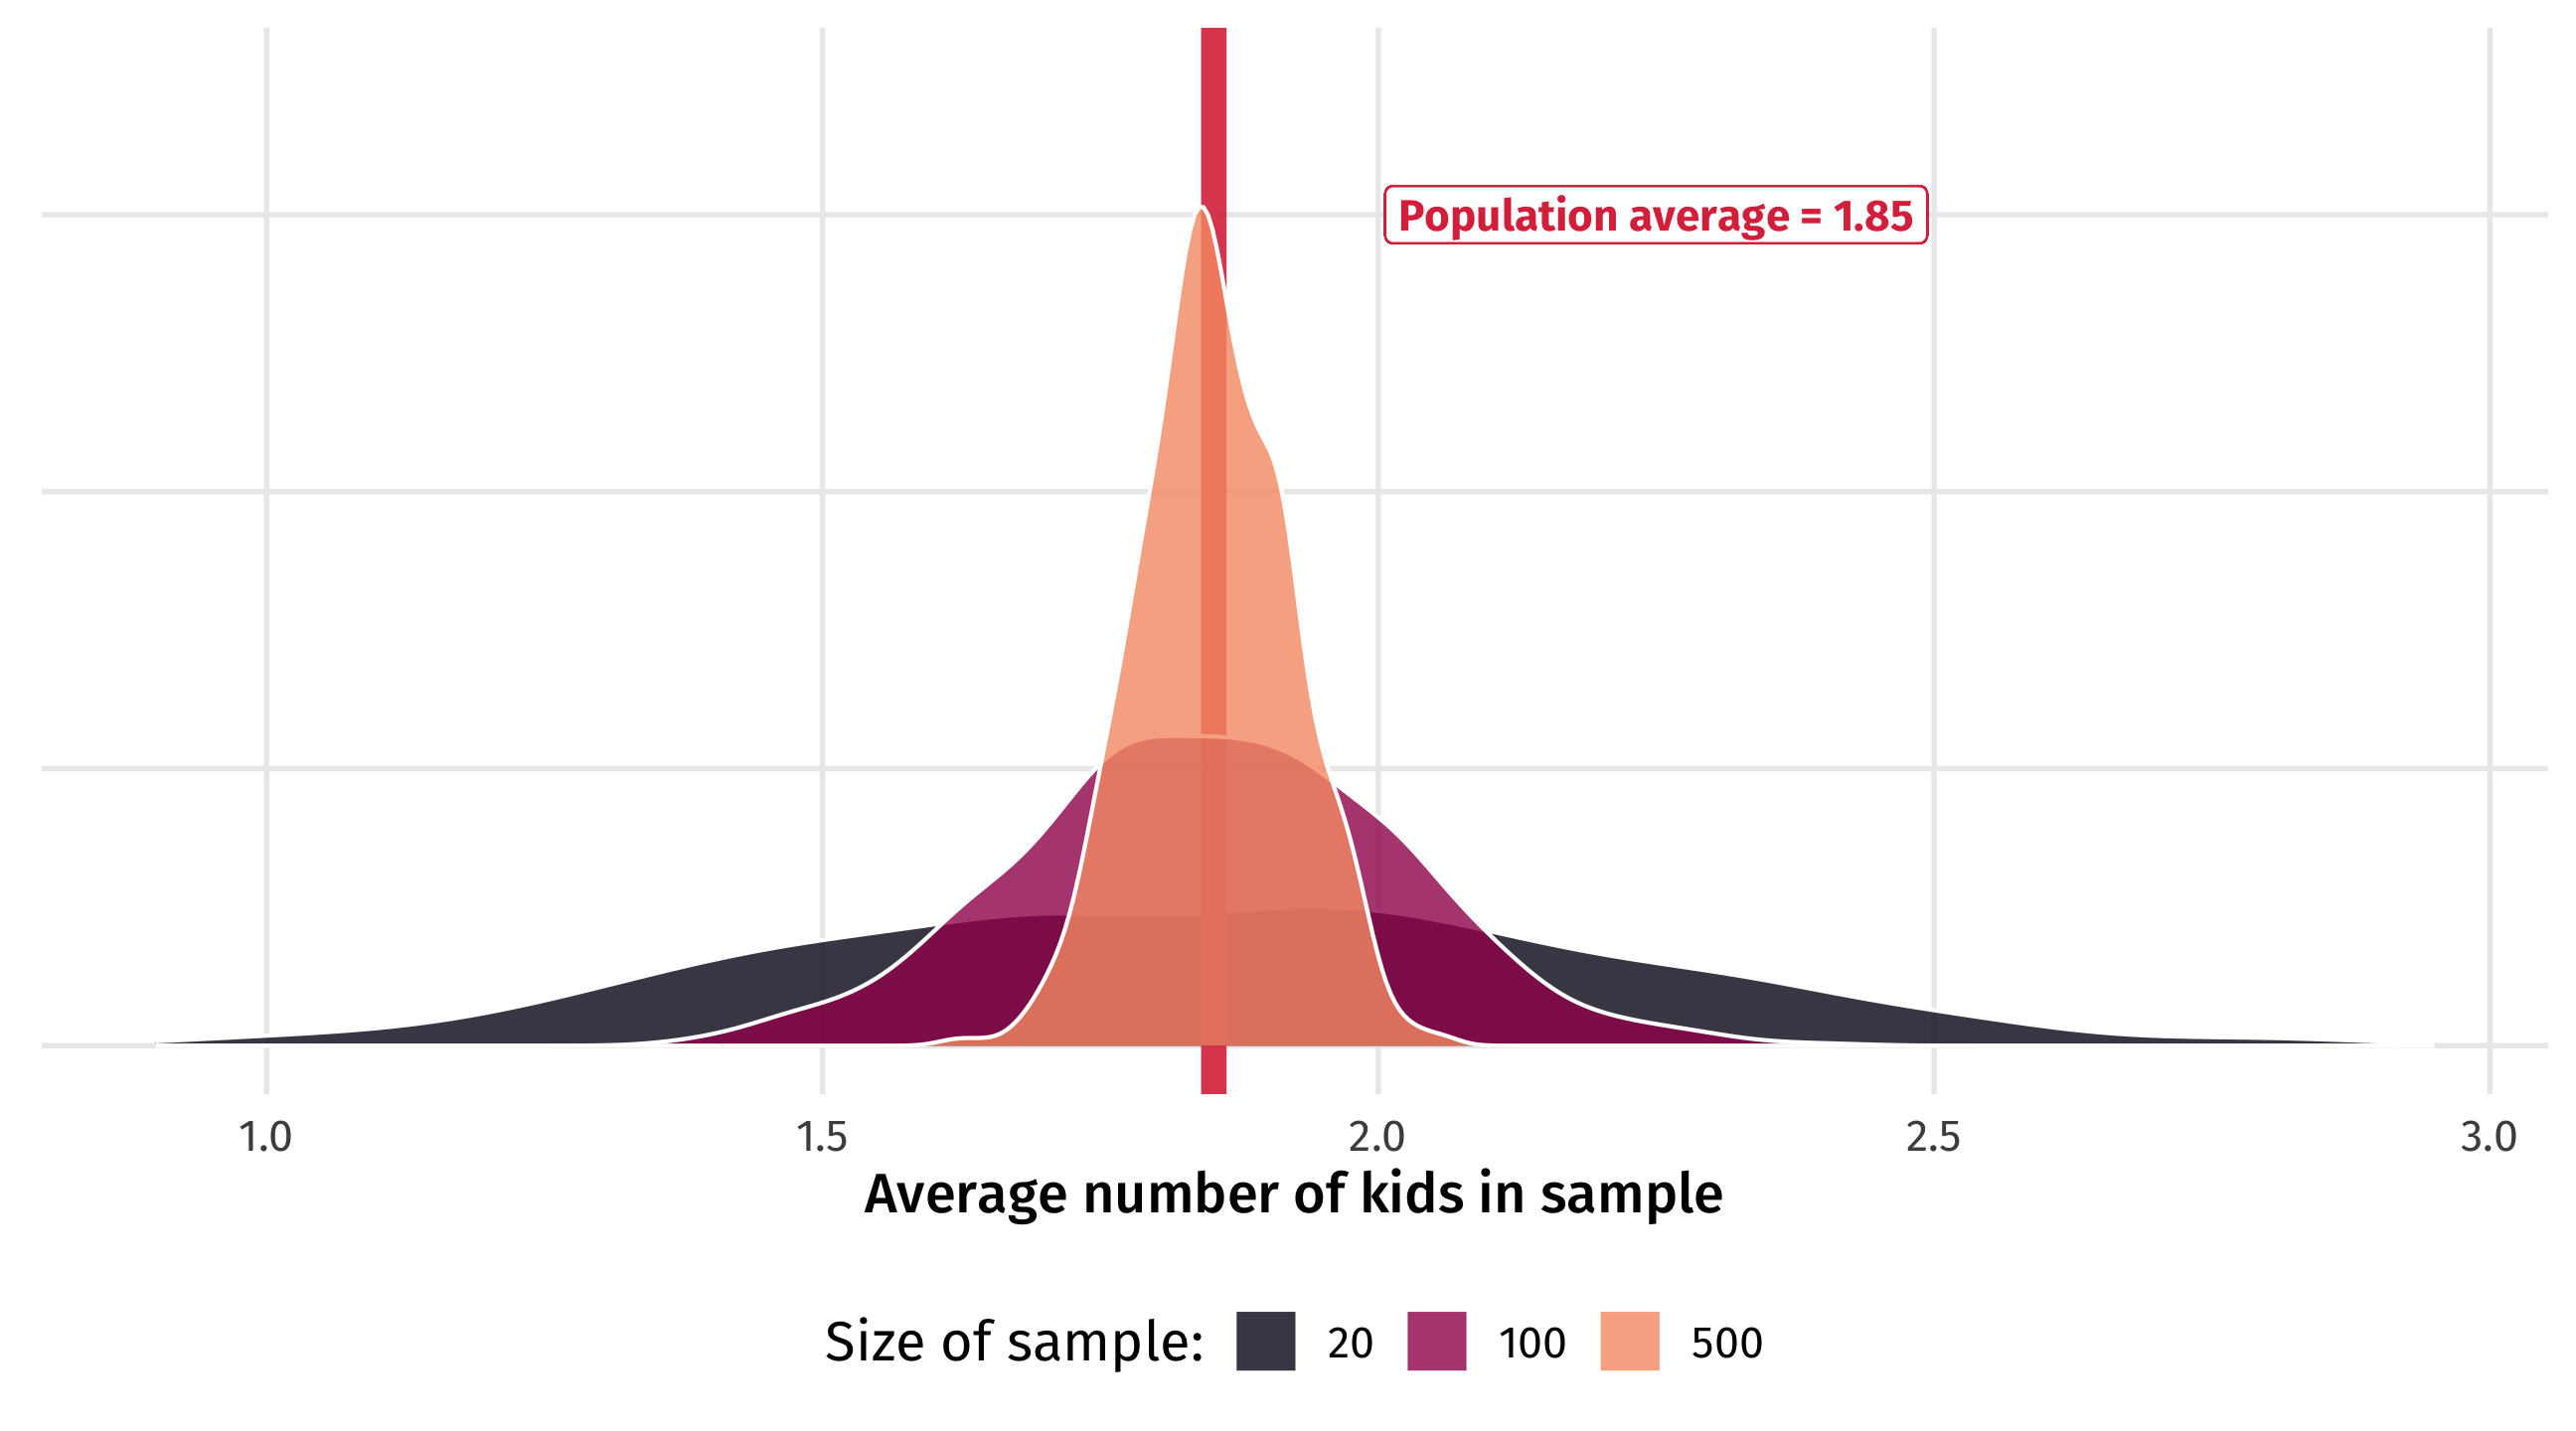 Population average = 1.85
1.0 1.5 2.0 2.5 3.0
Average number of kids in sample
Size of sample: 20 100 500